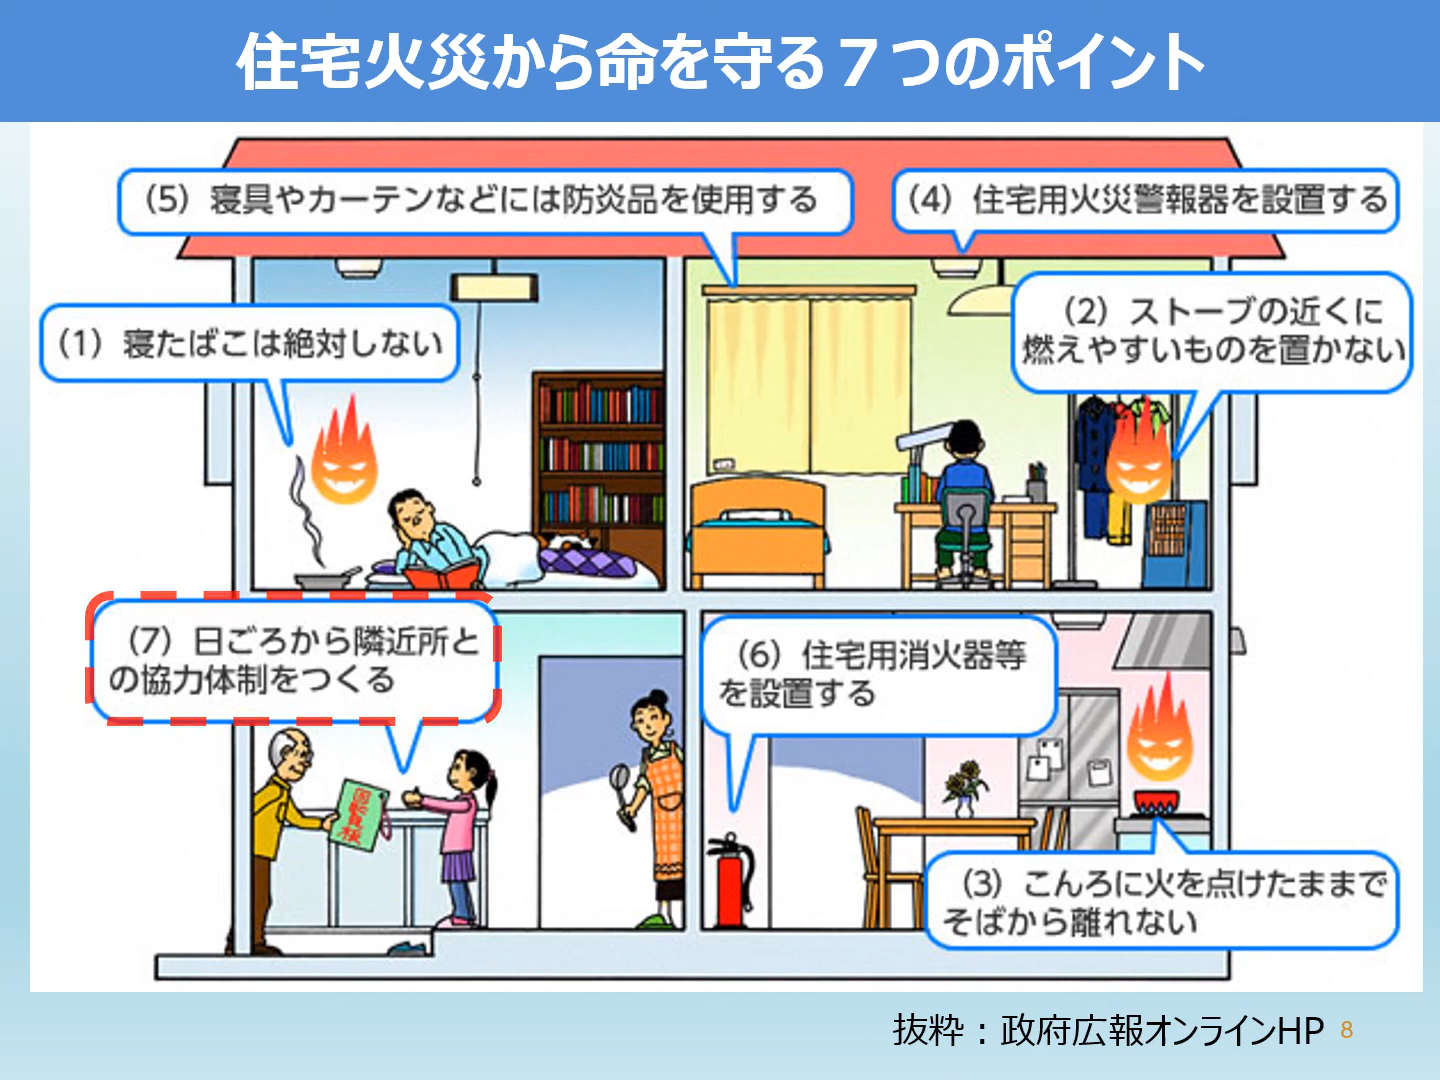 住宅火災から命を守る７つのポイント
（5）寝具やカーテンなどには防炎品を使用する
（4）住宅用火災警報器を設置する
（1）寝たばこは絶対しない
（2）ストーブの近くに
燃えやすいものを置かない
（7）日ごろから隣近所と
の協力体制をつくる
（6）住宅用消火器等
を設置する
回覧板
（3）こんろに火を点けたままで
そばから離れない
抜粋：政府広報オンラインHP
8